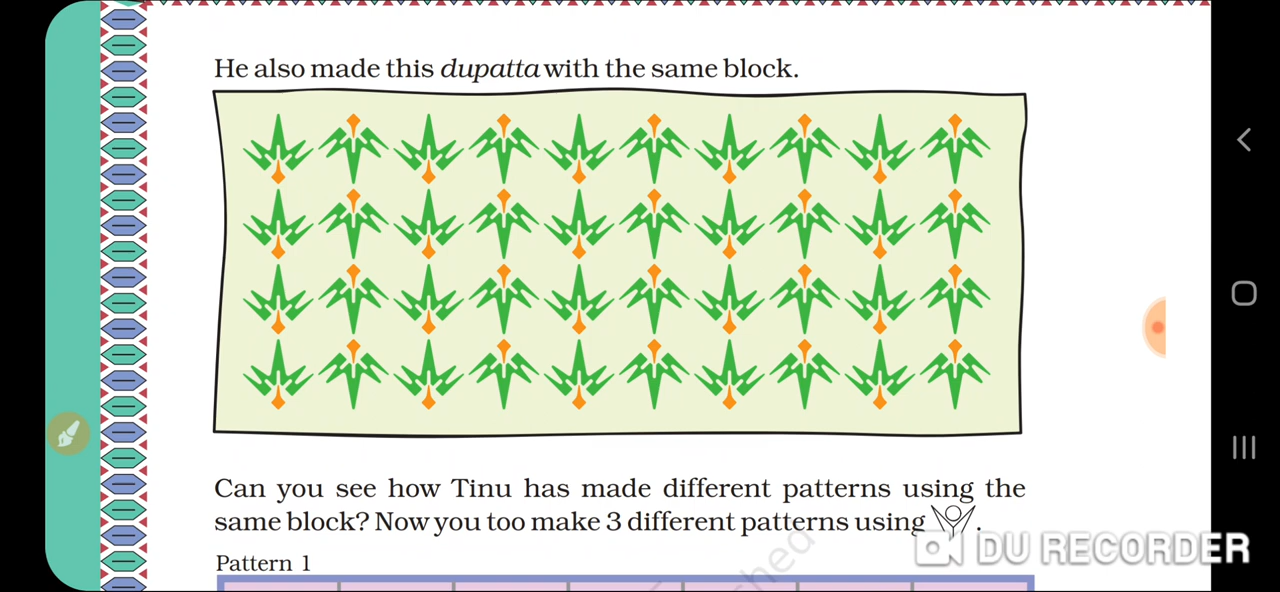 He also made this dupatta with the same block.
Can you see how Tinu has made different patterns using the
same block? Now you too make 3 different patterns using .
Pattern 1
DU RECORDER